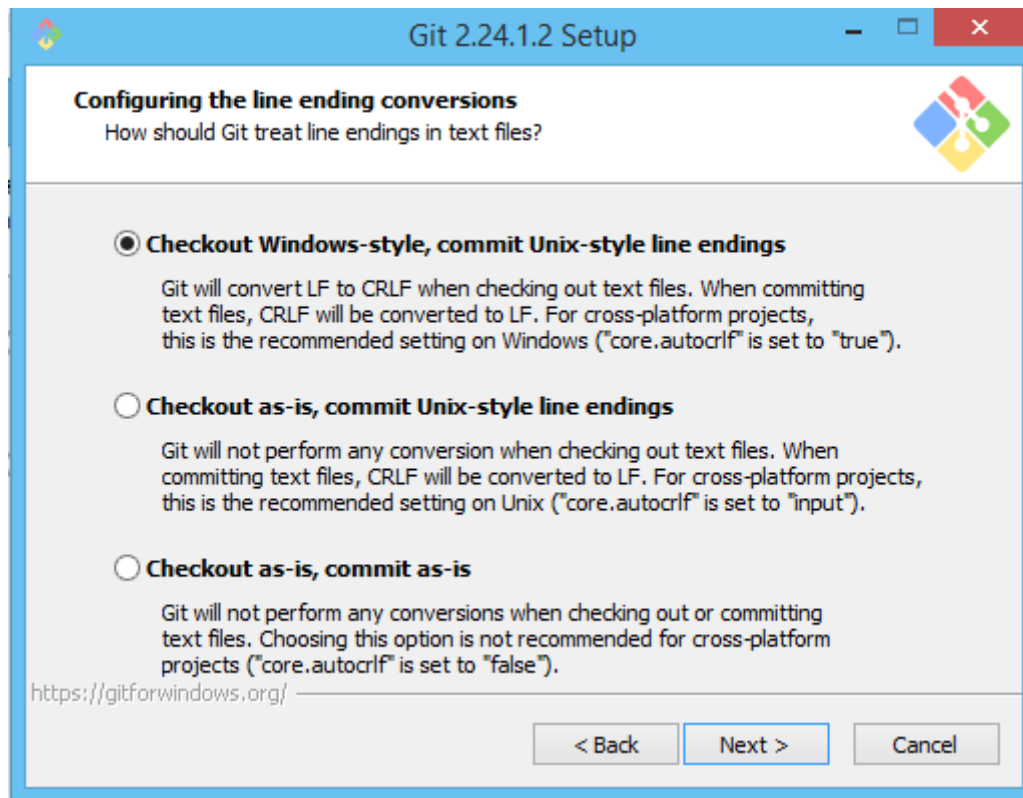 Git 2.24.1.2 Setup
Configuring the line ending conversions
How should Git treat line endings in text files?
Checkout Windows-style, commit Unix-style line endings
Git will convert LF to CRLF when checking out text files. When committing
text files, CRLF will be converted to LF. For cross-platform projects,
this is the recommended setting on Windows ("core.autocrlf" is set to "true").
Checkout as-is, commit Unix-style line endings
Git will not perform any conversion when checking out text files. When
committing text files, CRLF will be converted to LF. For cross-platform projects,
this is the recommended setting on Unix ("core.autocrlf" is set to "input").
Checkout as-is, commit as-is
Git will not perform any conversions when checking out or committing
text files. Choosing this option is not recommended for cross-platform
projects ("core.autocrlf" is set to "false").
https://gitforwindows.org/
< Back
Next >
Cancel